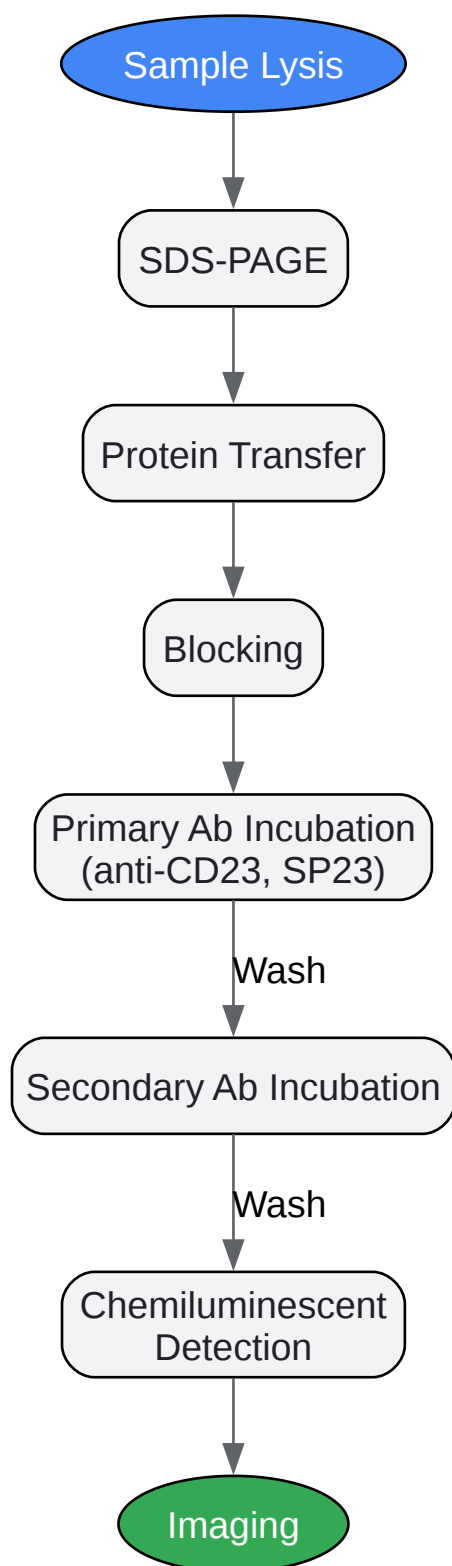 Sample Lysis
SDS-PAGE
Protein Transfer
Blocking
Primary Ab Incubation
(anti-CD23, SP23)
Wash
Secondary Ab Incubation
Wash
Chemiluminescent
Detection
Imaging